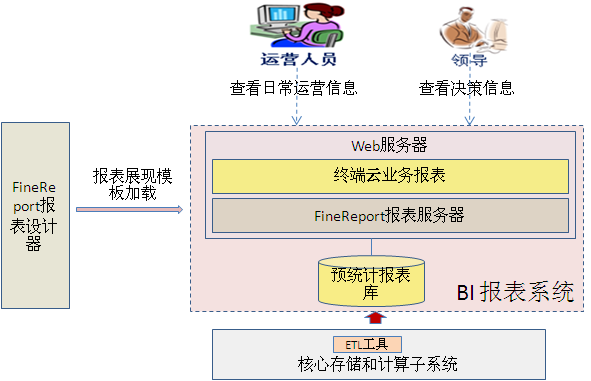 运营人员
领导
查看日常运营信息
查看决策信息
Web服务器
终端云业务报表
FineReport报表服务器
FineRe
port报
表设计
器
报表展现模
板加载
预统计报表
库
BI 报表系统
ETL工具
核心存储和计算子系统